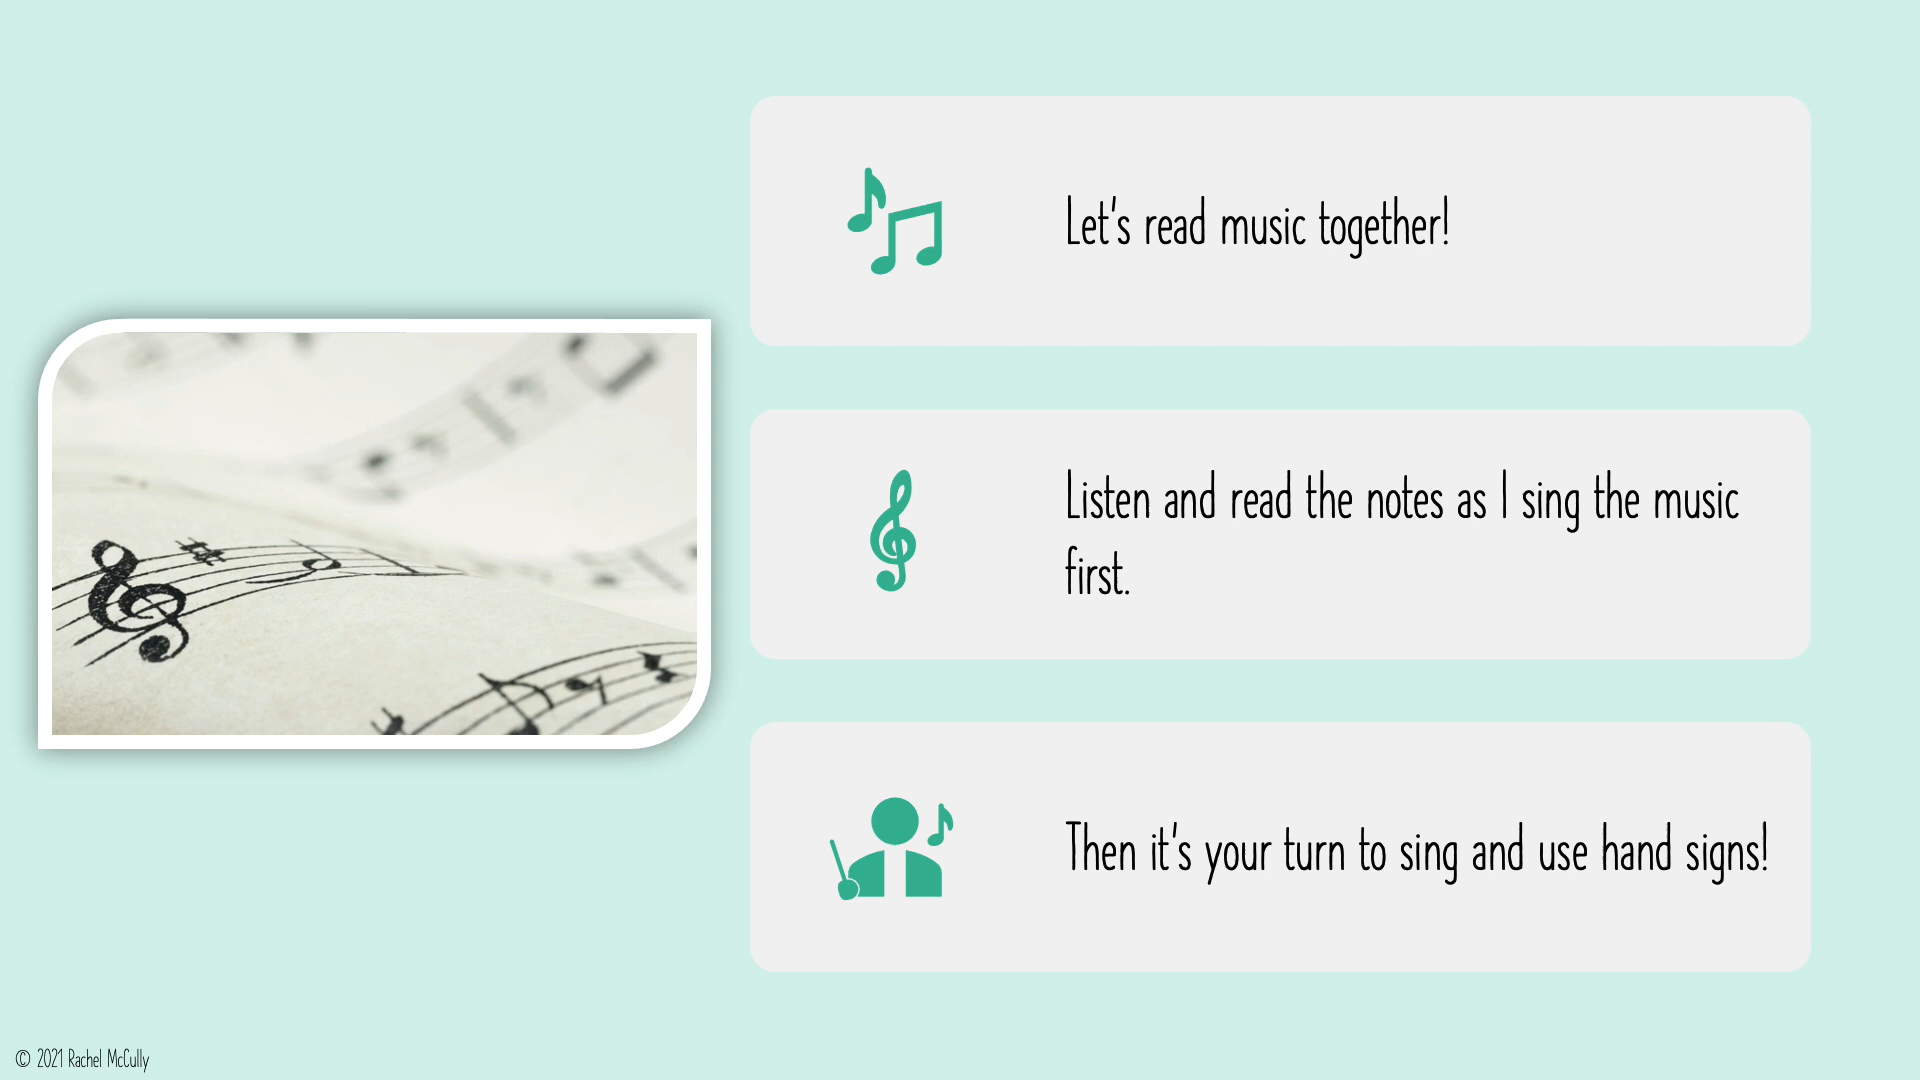 Let's read music together!
Listen and read the notes as I sing the music
first.
Then it's your turn to sing and use hand signs!
© 2021 Rachel McCully